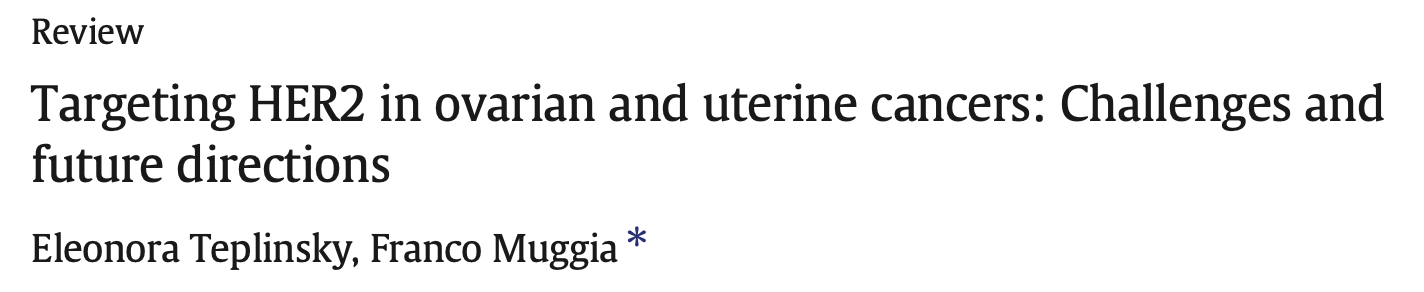 Review
Targeting HER2 in ovarian and uterine cancers: Challenges and
future directions
Eleonora Teplinsky, Franco Muggia *